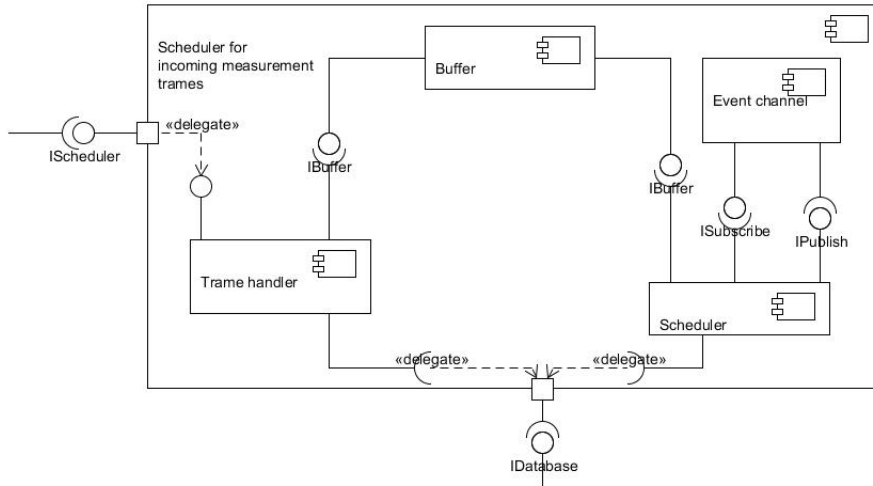 Scheduler for
incoming measurement
trames
Buffer
Event channel
«delegate»
IScheduler
IBuffer
IBuffer
ISubscribe
IPublish
Trame handler
Scheduler
«delegate»
«delegate»
IDatabase